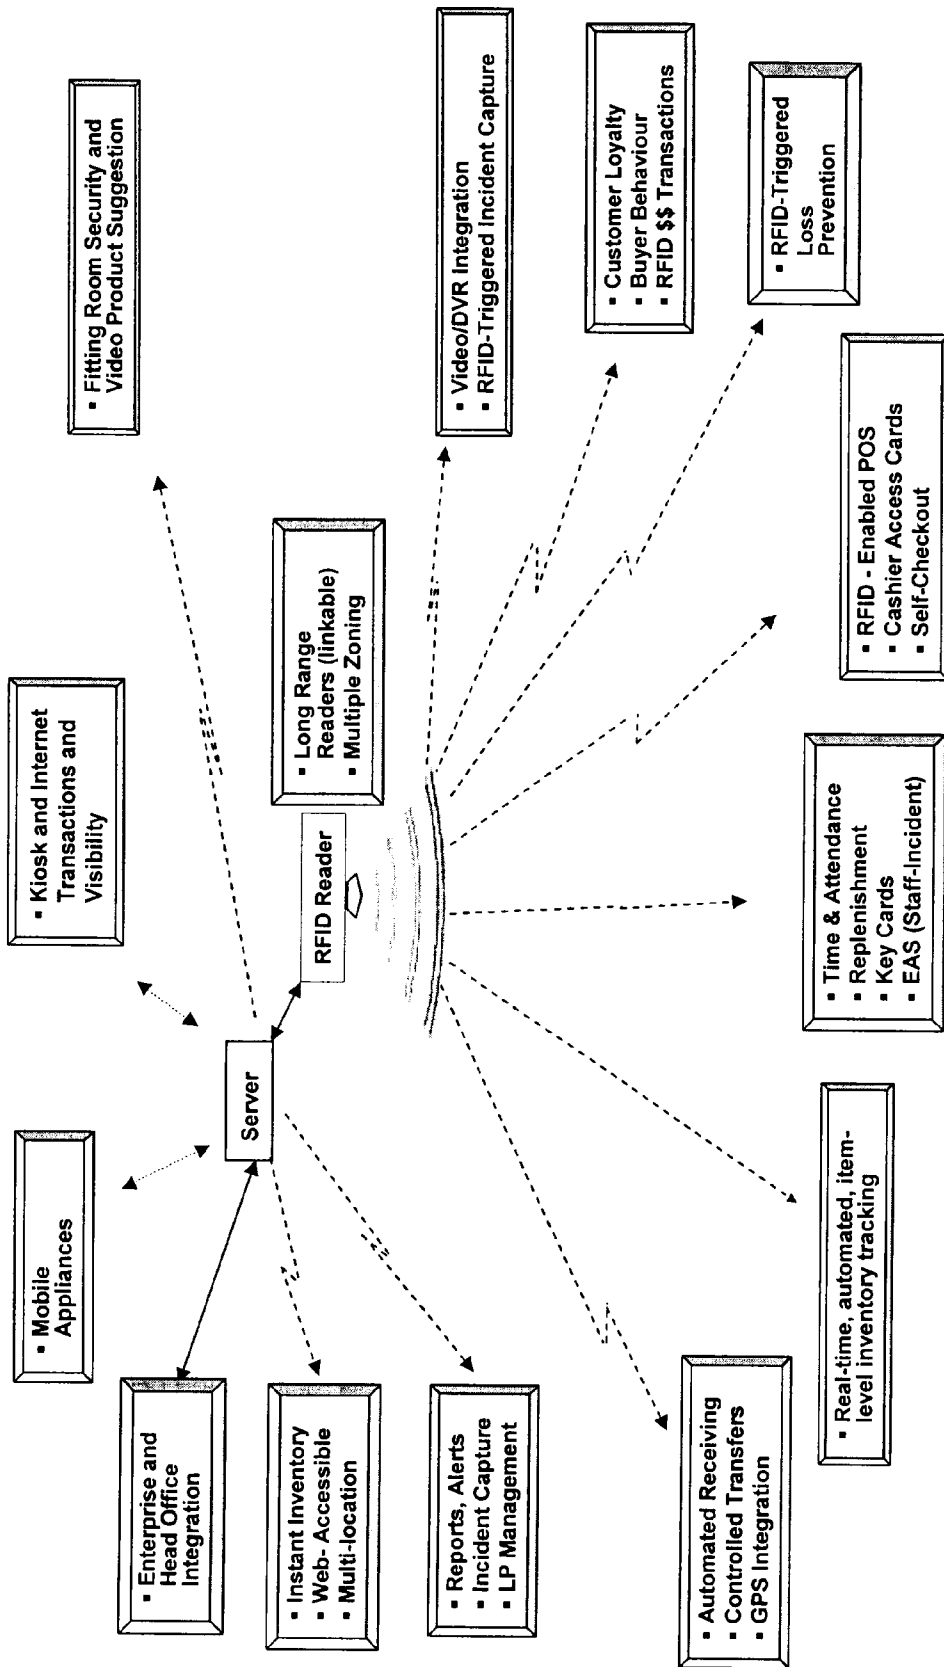 ▪ Mobile
Appliances
▪ Kiosk and Internet
Transactions and
Visibility
▪ Fitting Room Security and
Video Product Suggestion
▪ Enterprise and
Head Office
Integration
Server
RFID Reader
▪ Long Range
Readers (linkable)
▪ Multiple Zoning
▪ Instant Inventory
▪ Web- Accessible
▪ Multi-location
▪ Reports, Alerts
▪ Incident Capture
▪ LP Management
▪ Video/DVR Integration
▪ RFID-Triggered Incident Capture
▪ Customer Loyalty
▪ Buyer Behaviour
▪ RFID $$ Transactions
▪ RFID-Triggered
Loss
Prevention
▪ Automated Receiving
▪ Controlled Transfers
▪ GPS Integration
▪ Real-time, automated, item-
level inventory tracking
▪ Time & Attendance
▪ Replenishment
▪ Key Cards
▪ EAS (Staff-Incident)
▪ RFID - Enabled POS
▪ Cashier Access Cards
▪ Self-Checkout